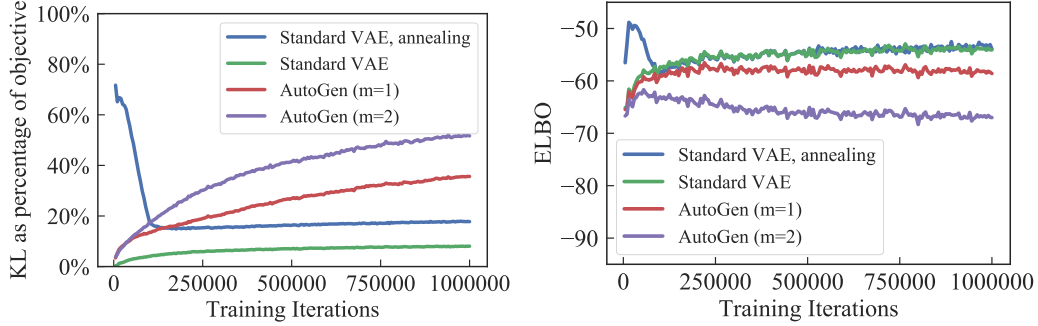 KL as percentage of objective
100%
80%
60%
40%
20%
0%
Standard VAE, annealing
Standard VAE
AutoGen (m=1)
AutoGen (m=2)
0 250000 500000 750000 1000000
Training Iterations
ELBO
−50
−60
−70
−80
−90
Standard VAE, annealing
Standard VAE
AutoGen (m=1)
AutoGen (m=2)
0 250000 500000 750000 1000000
Training Iterations